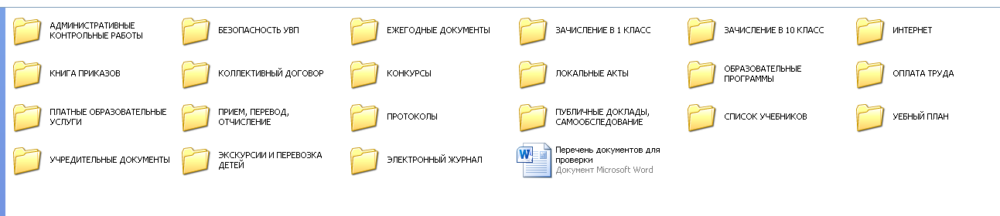 АДМИНИСТРАТИВНЫЕ
КОНТРОЛЬНЫЕ РАБОТЫ
БЕЗОПАСНОСТЬ УВП
ЕЖЕГОДНЫЕ ДОКУМЕНТЫ
ЗАЧИСЛЕНИЕ В 1 КЛАСС
ЗАЧИСЛЕНИЕ В 10 КЛАСС
ИНТЕРНЕТ
КНИГА ПРИКАЗОВ
КОЛЛЕКТИВНЫЙ ДОГОВОР
КОНКУРСЫ
ЛОКАЛЬНЫЕ АКТЫ
ОБРАЗОВАТЕЛЬНЫЕ
ПРОГРАММЫ
ОПЛАТА ТРУДА
ПЛАТНЫЕ ОБРАЗОВАТЕЛЬНЫЕ
УСЛУГИ
ПРИЕМ, ПЕРЕВОД,
ОТЧИСЛЕНИЕ
ПРОТОКОЛЫ
ПУБЛИЧНЫЕ ДОКЛАДЫ,
САМООБСЛЕДОВАНИЕ
СПИСОК УЧЕБНИКОВ
УЕБНЫЙ ПЛАН
УЧРЕДИТЕЛЬНЫЕ ДОКУМЕНТЫ
ЭКСКУРСИИ И ПЕРЕВОЗКА
ДЕТЕЙ
ЭЛЕКТРОННЫЙ ЖУРНАЛ
Перечень документов для
проверки
Документ Microsoft Word